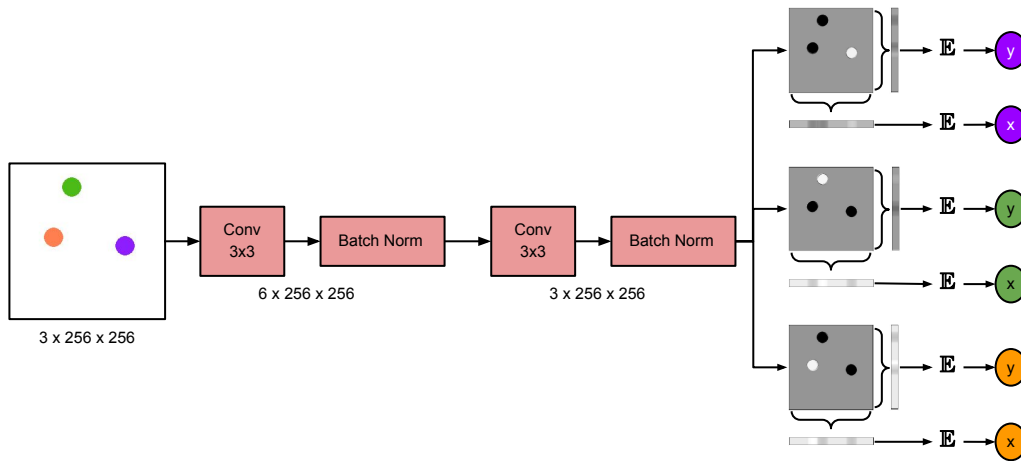 3 x 256 x 256
Conv
3x3
Batch Norm
6 x 256 x 256
Conv
3x3
Batch Norm
3 x 256 x 256
𝔼
y
𝔼
x
𝔼
y
𝔼
x
𝔼
y
𝔼
x